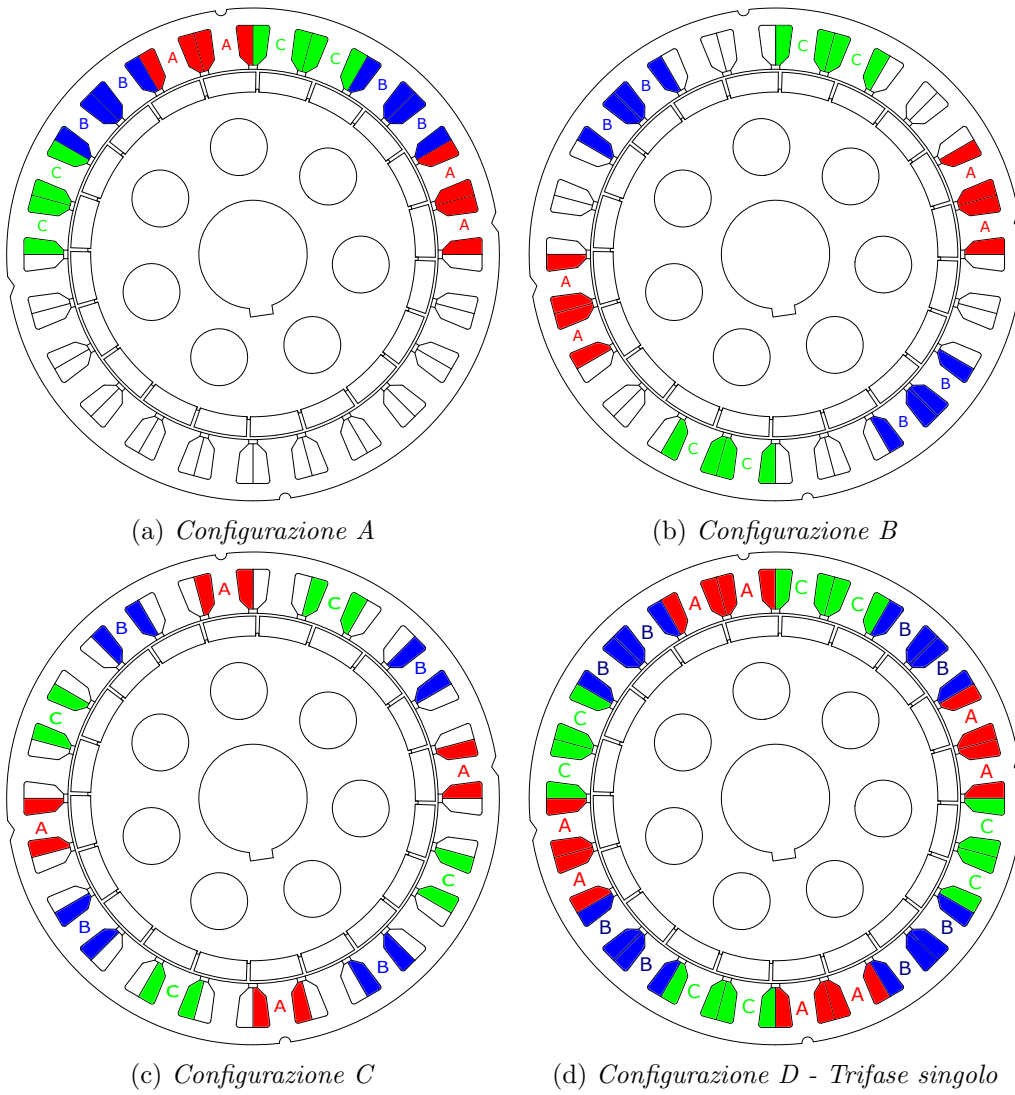 A A C C
B B
B B
C A
C A
(a) Configurazione A
C C
B
B
A
A
A
A
B
B
C C
(b) Configurazione B
A C
B
B
C
A
A
C
B
B
C A
(c) Configurazione C
A A C C
B B
B B
C A
C A
A C
A C
B B
B B
C C A A
(d) Configurazione D - Trifase singolo